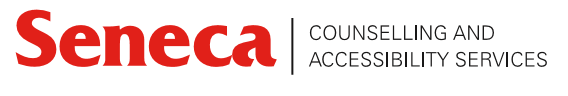 Seneca
COUNSELLING AND
ACCESSIBILITY SERVICES